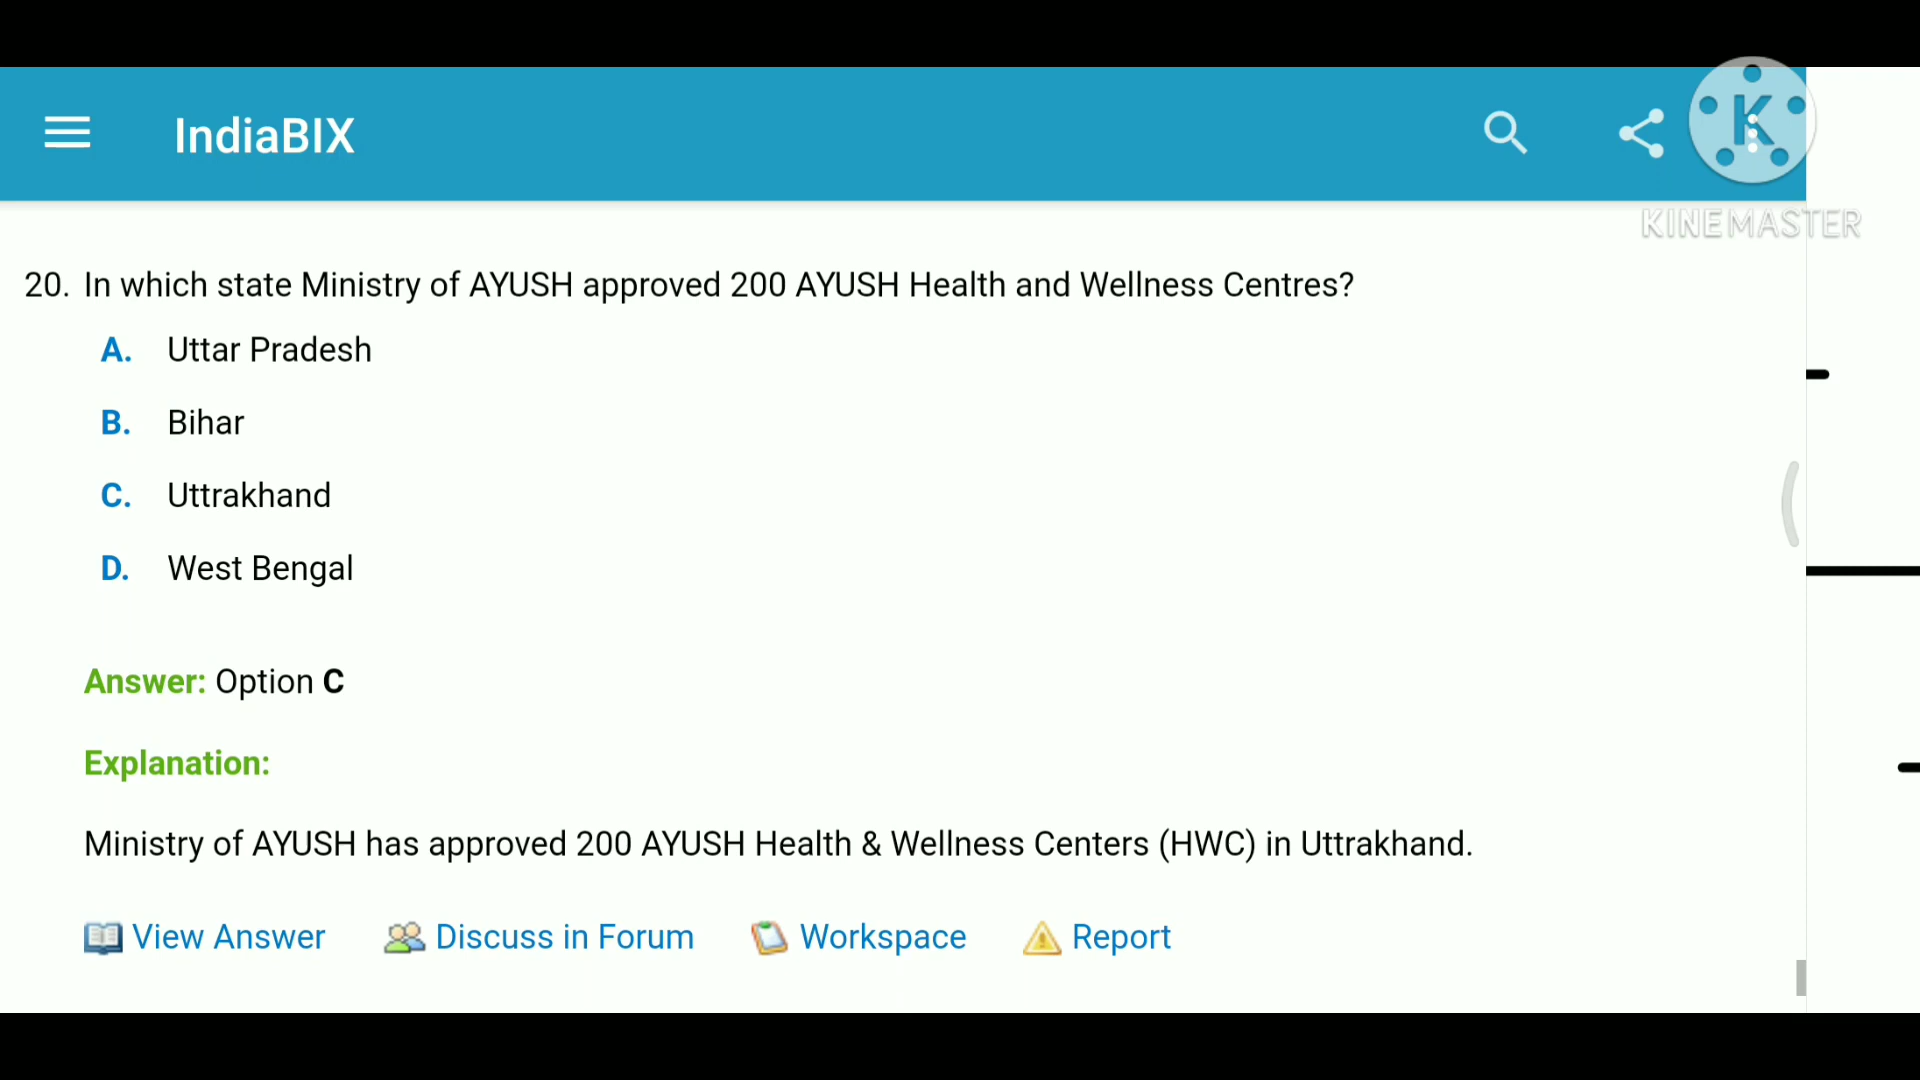 IndiaBIX
K
KINEMASTER
20. In which state Ministry of AYUSH approved 200 AYUSH Health and Wellness Centres?
A. Uttar Pradesh
B. Bihar
C. Uttrakhand
D. West Bengal
Answer: Option C
Explanation:
Ministry of AYUSH has approved 200 AYUSH Health & Wellness Centers (HWC) in Uttrakhand.
View Answer Discuss in Forum Workspace Report